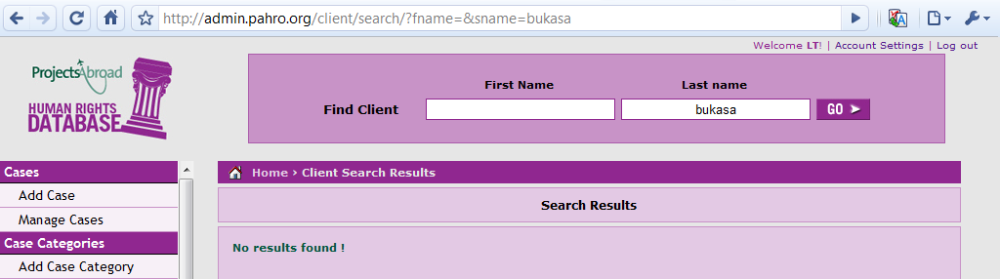 http://admin.pahro.org/client/search/?fname=&sname=bukasa
Welcome LT! | Account Settings | Log out
ProjectsAbroad
HUMAN RIGHTS
DATABASE
First Name Last name
Find Client bukasa GO
Cases
Add Case
Manage Cases
Case Categories
Add Case Category
Home › Client Search Results
Search Results
No results found !